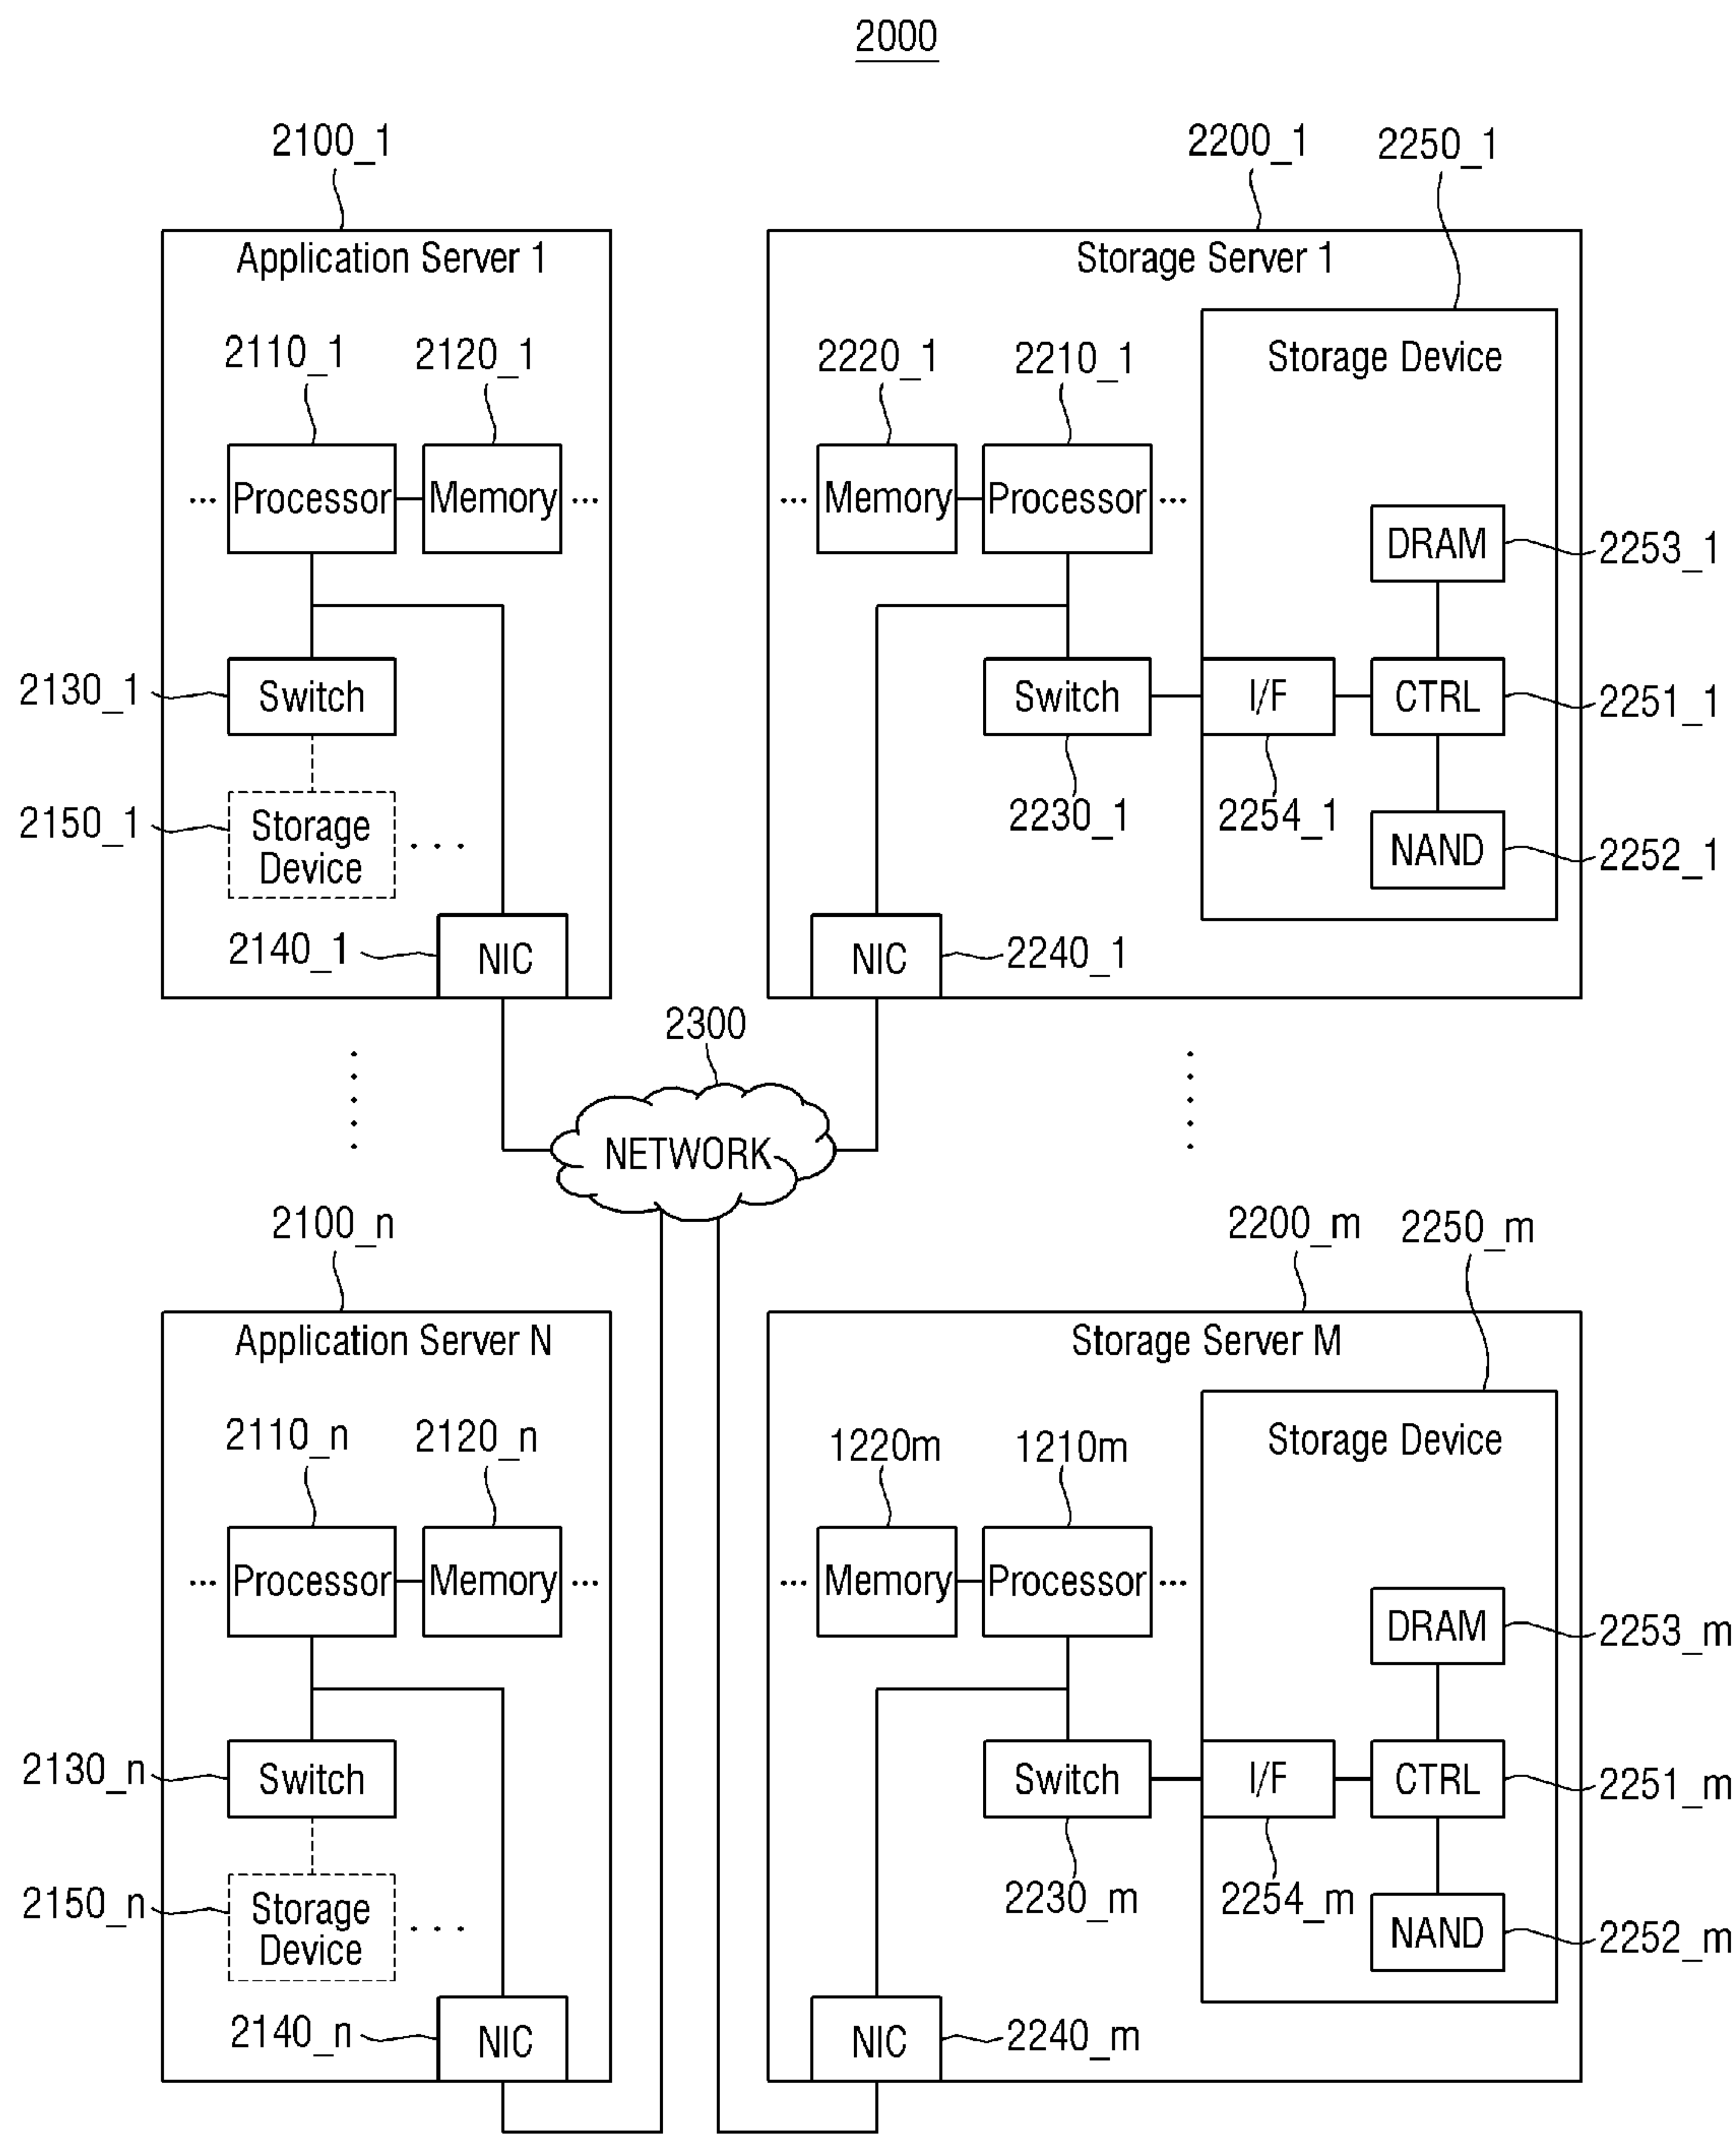 2000
2100_1
2200_1
2250_1
Application Server 1
Storage Server 1
2110_1
2120_1
2220_1
2210_1
Storage Device
... Processor Memory ...
... Memory Processor ...
DRAM
2253_1
2130_1
Switch
Switch
I/F
CTRL
2251_1
2150_1
Storage
Device
. . .
2230_1
2254_1
NAND
2252_1
2140_1
NIC
NIC
2240_1
2300
NETWORK
2100_n
2200_m
2250_m
Application Server N
Storage Server M
2110_n
2120_n
1220m
1210m
Storage Device
... Processor Memory ...
... Memory Processor ...
DRAM
2253_m
2130_n
Switch
Switch
I/F
CTRL
2251_m
2150_n
Storage
Device
. . .
2230_m
2254_m
NAND
2252_m
2140_n
NIC
NIC
2240_m